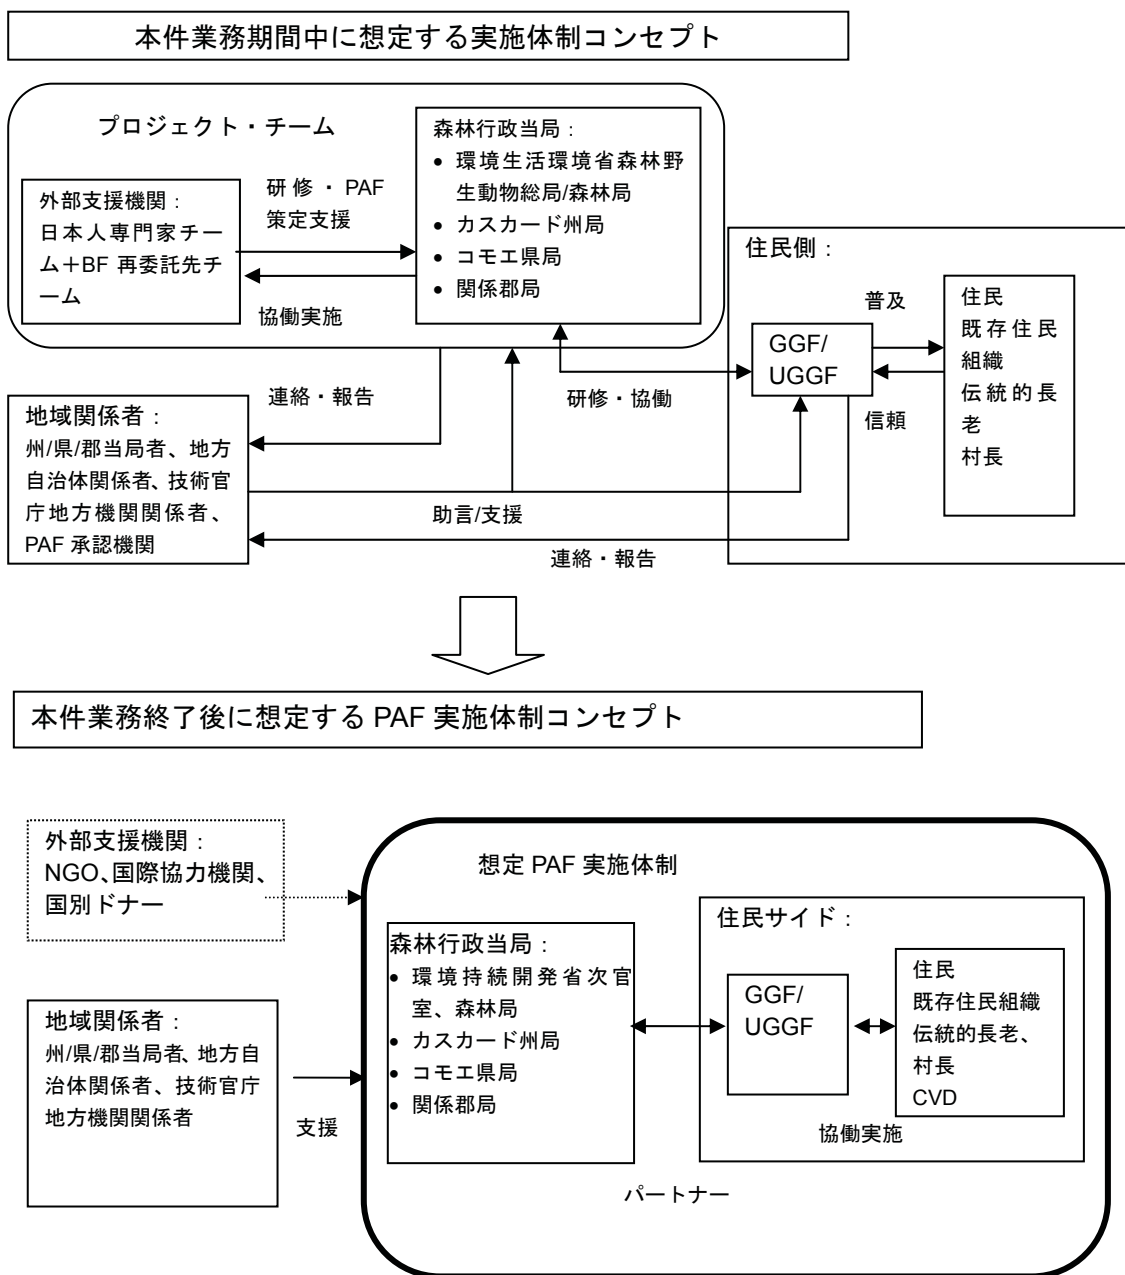 本件業務期間中に想定する実施体制コンセプト
プロジェクト・チーム
外部支援機関：
日本人専門家チー
ム＋BF 再委託先チ
ーム
研修・PAF
策定支援
協働実施
森林行政当局：
• 環境生活環境省森林野
生動物総局/森林局
• カスカード州局
• コモエ県局
• 関係郡局
住民側：
GGF/
UGGF
普及
信頼
住民
既存住民
組織
伝統的長
老
村長
連絡・報告
研修・協働
地域関係者：
州/県/郡当局者、地方
自治体関係者、技術官
庁地方機関関係者、
PAF 承認機関
助言/支援
連絡・報告
本件業務終了後に想定する PAF 実施体制コンセプト
外部支援機関：
NGO、国際協力機関、
国別ドナー
地域関係者：
州/県/郡当局者、地方自
治体関係者、技術官庁
地方機関関係者
支援
想定 PAF 実施体制
森林行政当局：
• 環境持続開発省次官
室、森林局
• カスカード州局
• コモエ県局
• 関係郡局
住民サイド：
GGF/
UGGF
住民
既存住民組織
伝統的長老、
村長
CVD
協働実施
パートナー